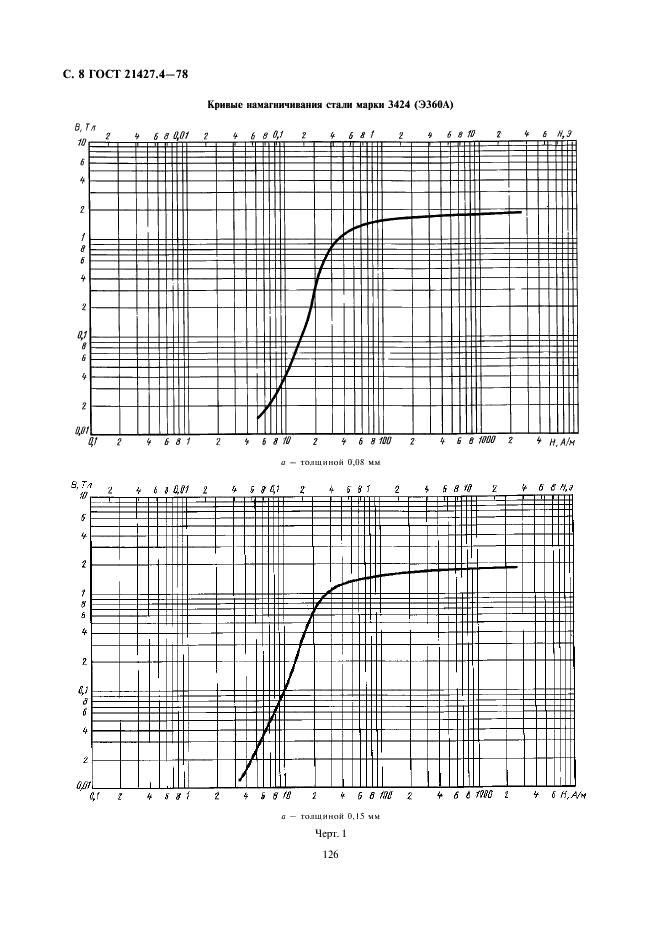 С. 8 ГОСТ 21427.4—78
Кривые намагничивания стали марки 3424 (Э360А)
В, Тл
2 4 6 8 0,01 2 4 6 8 0,1 2 4 6 8 1 2 4 6 8 10 2 4 6 Н, Э
10
6
4
2
1
8
6
4
2
0,1
8
6
4
2
0,01
0,1 2 4 6 8 1 2 4 6 8 10 2 4 6 8 100 2 4 6 8 1000 2 4 Н, А/м
а — толщиной 0,08 мм
В, Тл
2 4 6 8 0,01 2 4 6 8 0,1 2 4 6 8 1 2 4 6 8 10 2 4 6 8 Н, Э
10
6
4
2
1
8
6
4
2
0,1
8
6
4
2
0,01
0,1 2 4 6 8 1 2 4 6 8 10 2 4 6 8 100 2 4 6 8 1000 2 4 6 Н, А/м
а — толщиной 0,15 мм
Черт. 1
126